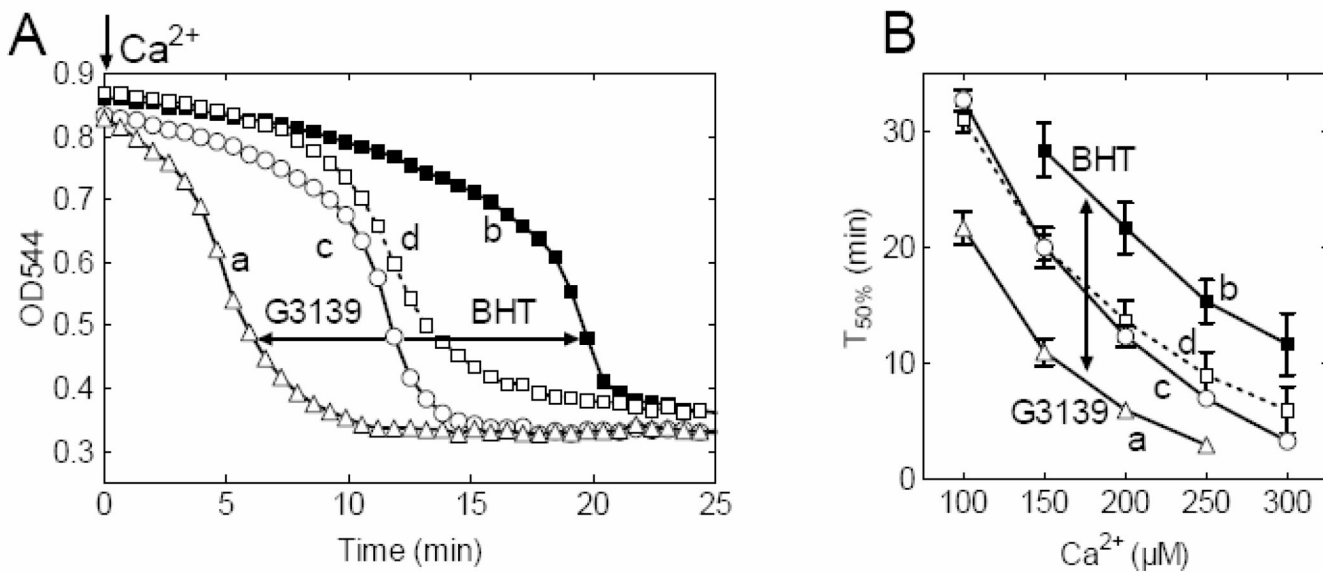 A
Ca²⁺
0.9
0.8
0.7
0.6
0.5
0.4
0.3
OD544
a
c
d
b
G3139
BHT
0
5
10
15
20
25
Time (min)
B
30
20
10
0
T50% (min)
BHT
b
d
c
G3139
a
100
150
200
250
300
Ca²⁺ (µM)